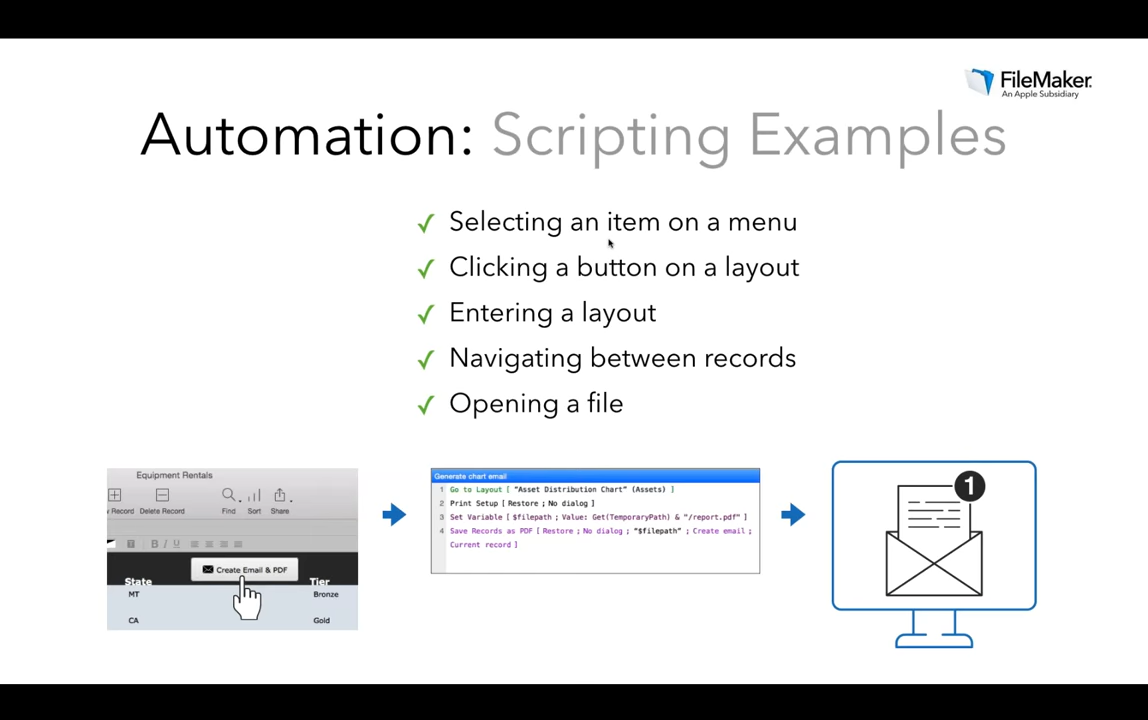 FileMaker.
An Apple Subsidiary
Automation: Scripting Examples
✓ Selecting an item on a menu
✓ Clicking a button on a layout
✓ Entering a layout
✓ Navigating between records
✓ Opening a file
Equipment Rentals
Record Delete Record Find Sort Share
B I U
Create Email & PDF
State Tier
MT Bronze
CA Gold
Generate chart email
1 Go to Layout [ "Asset Distribution Chart" (Assets) ]
2 Print Setup [ Restore ; No dialog ]
3 Set Variable [ $filepath ; Value: Get(TemporaryPath) & "/report.pdf" ]
4 Save Records as PDF [ Restore ; No dialog ; "$filepath" ; Create email ;
Current record ]
1